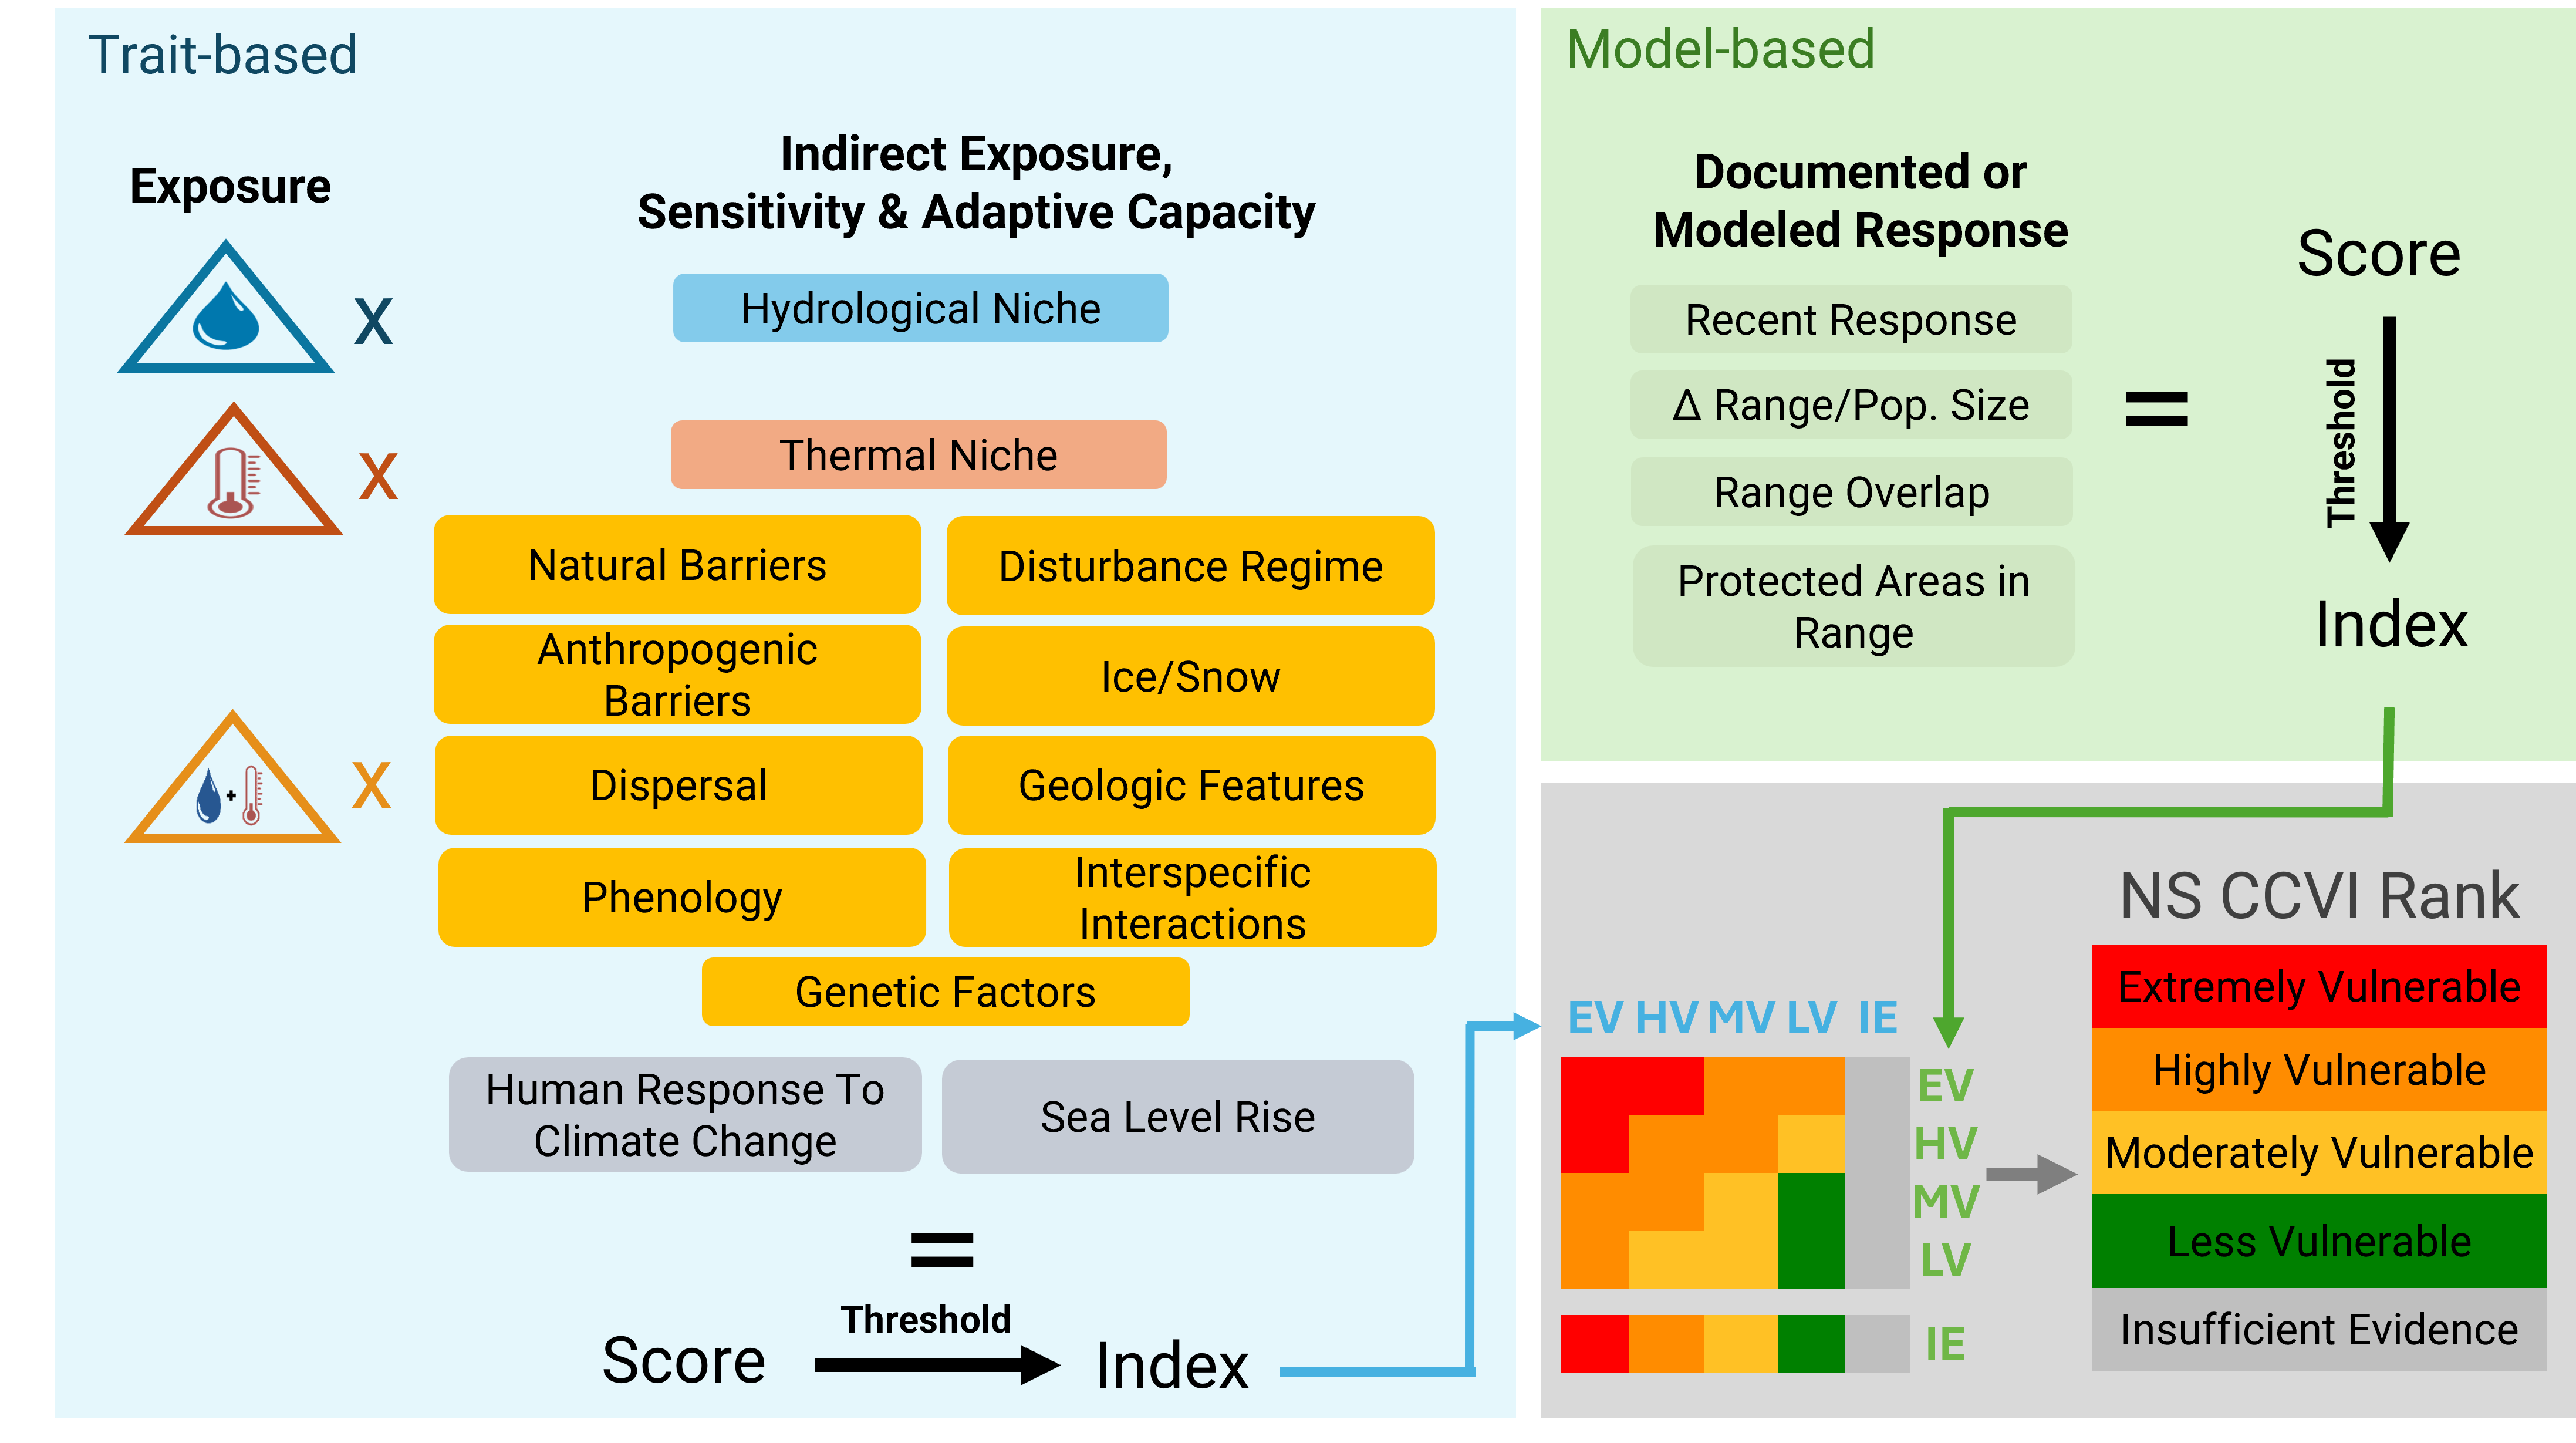 Trait-based
Exposure
Indirect Exposure,
Sensitivity & Adaptive Capacity
X
Hydrological Niche
X
Thermal Niche
Natural Barriers
Disturbance Regime
Anthropogenic
Barriers
Ice/Snow
+
X
Dispersal
Geologic Features
Phenology
Interspecific
Interactions
Genetic Factors
Human Response To
Climate Change
Sea Level Rise
=
Score
Threshold
Index
Model-based
Documented or
Modeled Response
Recent Response
Δ Range/Pop. Size
Range Overlap
Protected Areas in
Range
=
Score
Threshold
Index
EV HV MV LV IE
EV
HV
MV
LV
IE
NS CCVI Rank
Extremely Vulnerable
Highly Vulnerable
Moderately Vulnerable
Less Vulnerable
Insufficient Evidence